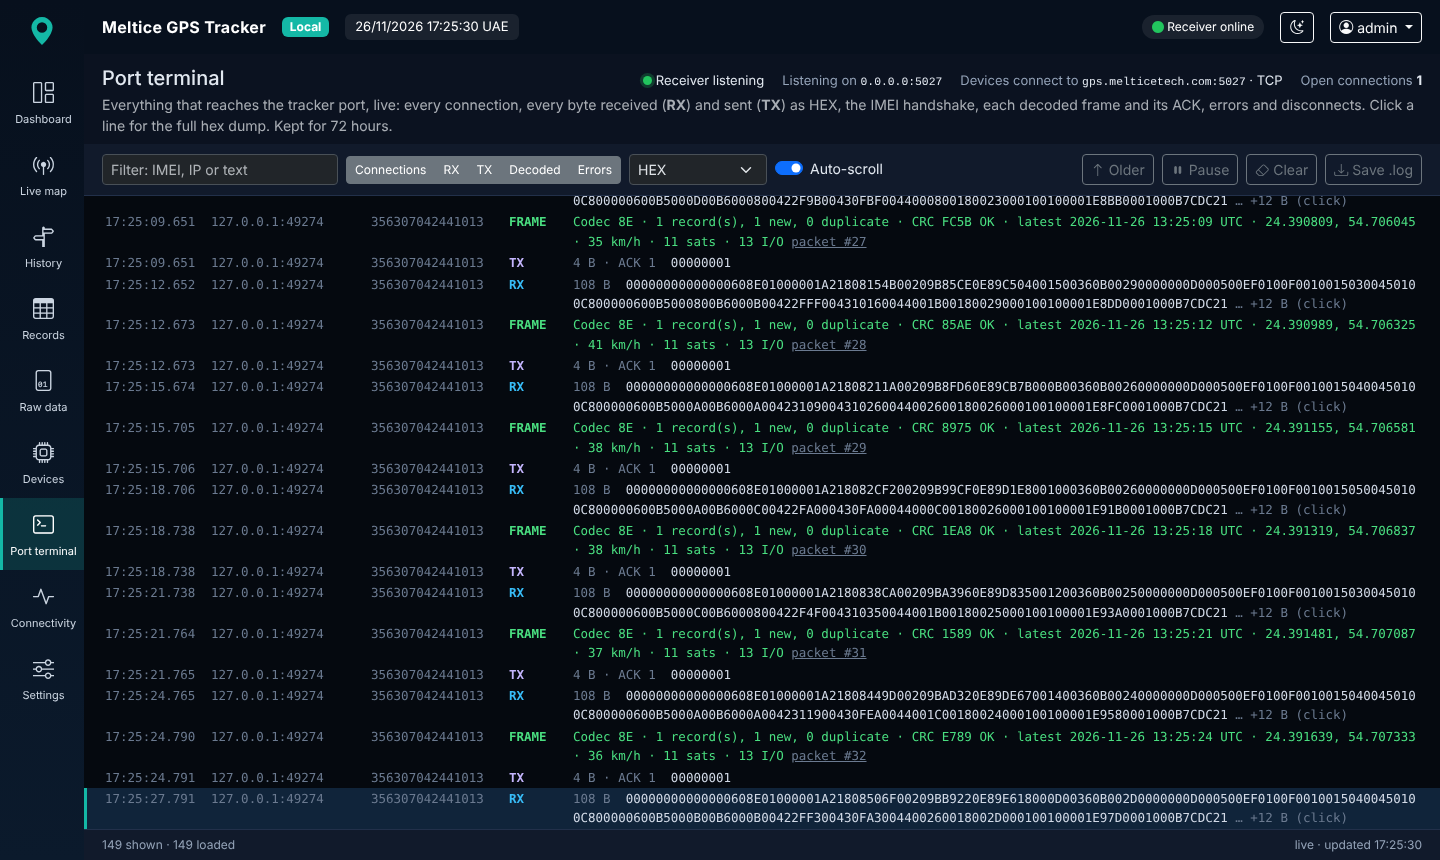 Meltice GPS Tracker
Local
26/11/2026 17:25:30 UAE
Receiver online
admin
Dashboard
Live map
History
Records
Raw data
Devices
Port terminal
Connectivity
Settings
Port terminal
Receiver listening
Listening on 0.0.0.0:5027
Devices connect to gps.melticetech.com:5027 · TCP
Open connections 1
Everything that reaches the tracker port, live: every connection, every byte received (RX) and sent (TX) as HEX, the IMEI handshake, each decoded frame and its ACK, errors and disconnects. Click a
line for the full hex dump. Kept for 72 hours.
Filter: IMEI, IP or text
Connections RX TX Decoded Errors
HEX
Auto-scroll
Older
Pause
Clear
Save .log
0C800000600B5000D00B6000800422F9B00430FBF0044000800180023000100100001E8BB0001000B7CDC21 … +12 B (click)
17:25:09.651 127.0.0.1:49274 356307042441013 FRAME Codec 8E · 1 record(s), 1 new, 0 duplicate · CRC FC5B OK · latest 2026-11-26 13:25:09 UTC · 24.390809, 54.706045
· 35 km/h · 11 sats · 13 I/O packet #27
17:25:09.651 127.0.0.1:49274 356307042441013 TX 4 B · ACK 1 00000001
17:25:12.652 127.0.0.1:49274 356307042441013 RX 108 B 00000000000000608E01000001A21808154B00209B85CE0E89C504001500360B00290000000D000500EF0100F0010015030045010
0C800000600B5000800B6000B00422FFF004310160044001B00180029000100100001E8DD0001000B7CDC21 … +12 B (click)
17:25:12.673 127.0.0.1:49274 356307042441013 FRAME Codec 8E · 1 record(s), 1 new, 0 duplicate · CRC 85AE OK · latest 2026-11-26 13:25:12 UTC · 24.390989, 54.706325
· 41 km/h · 11 sats · 13 I/O packet #28
17:25:12.673 127.0.0.1:49274 356307042441013 TX 4 B · ACK 1 00000001
17:25:15.674 127.0.0.1:49274 356307042441013 RX 108 B 00000000000000608E01000001A21808211A00209B8FD60E89CB7B000B00360B00260000000D000500EF0100F0010015040045010
0C800000600B5000A00B6000A00423109004310260044002600180026000100100001E8FC0001000B7CDC21 … +12 B (click)
17:25:15.705 127.0.0.1:49274 356307042441013 FRAME Codec 8E · 1 record(s), 1 new, 0 duplicate · CRC 8975 OK · latest 2026-11-26 13:25:15 UTC · 24.391155, 54.706581
· 38 km/h · 11 sats · 13 I/O packet #29
17:25:15.706 127.0.0.1:49274 356307042441013 TX 4 B · ACK 1 00000001
17:25:18.706 127.0.0.1:49274 356307042441013 RX 108 B 00000000000000608E01000001A218082CF200209B99CF0E89D1E8001000360B00260000000D000500EF0100F0010015050045010
0C800000600B5000A00B6000C00422FA000430FA00044000C00180026000100100001E91B0001000B7CDC21 … +12 B (click)
17:25:18.738 127.0.0.1:49274 356307042441013 FRAME Codec 8E · 1 record(s), 1 new, 0 duplicate · CRC 1EA8 OK · latest 2026-11-26 13:25:18 UTC · 24.391319, 54.706837
· 38 km/h · 11 sats · 13 I/O packet #30
17:25:18.738 127.0.0.1:49274 356307042441013 TX 4 B · ACK 1 00000001
17:25:21.738 127.0.0.1:49274 356307042441013 RX 108 B 00000000000000608E01000001A2180838CA00209BA3960E89D835001200360B00250000000D000500EF0100F0010015030045010
0C800000600B5000C00B6000800422F4F004310350044001B00180025000100100001E93A0001000B7CDC21 … +12 B (click)
17:25:21.764 127.0.0.1:49274 356307042441013 FRAME Codec 8E · 1 record(s), 1 new, 0 duplicate · CRC 1589 OK · latest 2026-11-26 13:25:21 UTC · 24.391481, 54.707087
· 37 km/h · 11 sats · 13 I/O packet #31
17:25:21.765 127.0.0.1:49274 356307042441013 TX 4 B · ACK 1 00000001
17:25:24.765 127.0.0.1:49274 356307042441013 RX 108 B 00000000000000608E01000001A21808449D00209BAD320E89DE67001400360B00240000000D000500EF0100F0010015040045010
0C800000600B5000A00B6000A0042311900430FEA0044001C00180024000100100001E9580001000B7CDC21 … +12 B (click)
17:25:24.790 127.0.0.1:49274 356307042441013 FRAME Codec 8E · 1 record(s), 1 new, 0 duplicate · CRC E789 OK · latest 2026-11-26 13:25:24 UTC · 24.391639, 54.707333
· 36 km/h · 11 sats · 13 I/O packet #32
17:25:24.791 127.0.0.1:49274 356307042441013 TX 4 B · ACK 1 00000001
17:25:27.791 127.0.0.1:49274 356307042441013 RX 108 B 00000000000000608E01000001A21808506F00209BB9220E89E618000D00360B002D0000000D000500EF0100F0010015040045010
0C800000600B5000B00B6000B00422FF300430FA3004400260018002D000100100001E97D0001000B7CDC21 … +12 B (click)
149 shown · 149 loaded
live · updated 17:25:30